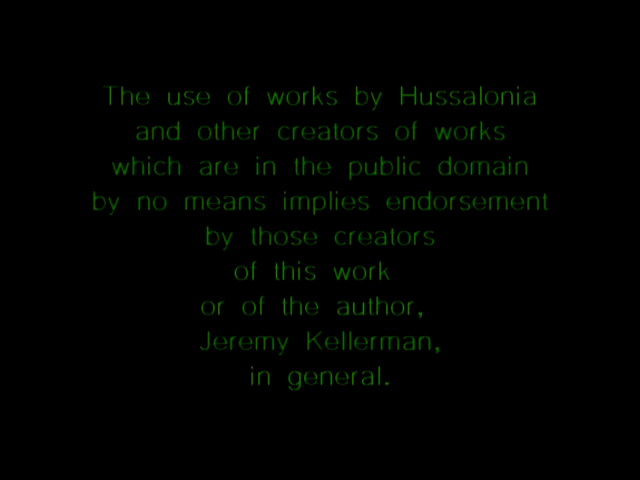 The use of works by Hussalonia
and other creators of works
which are in the public domain
by no means implies endorsement
by those creators
of this work
or of the author,
Jeremy Kellerman,
in general.